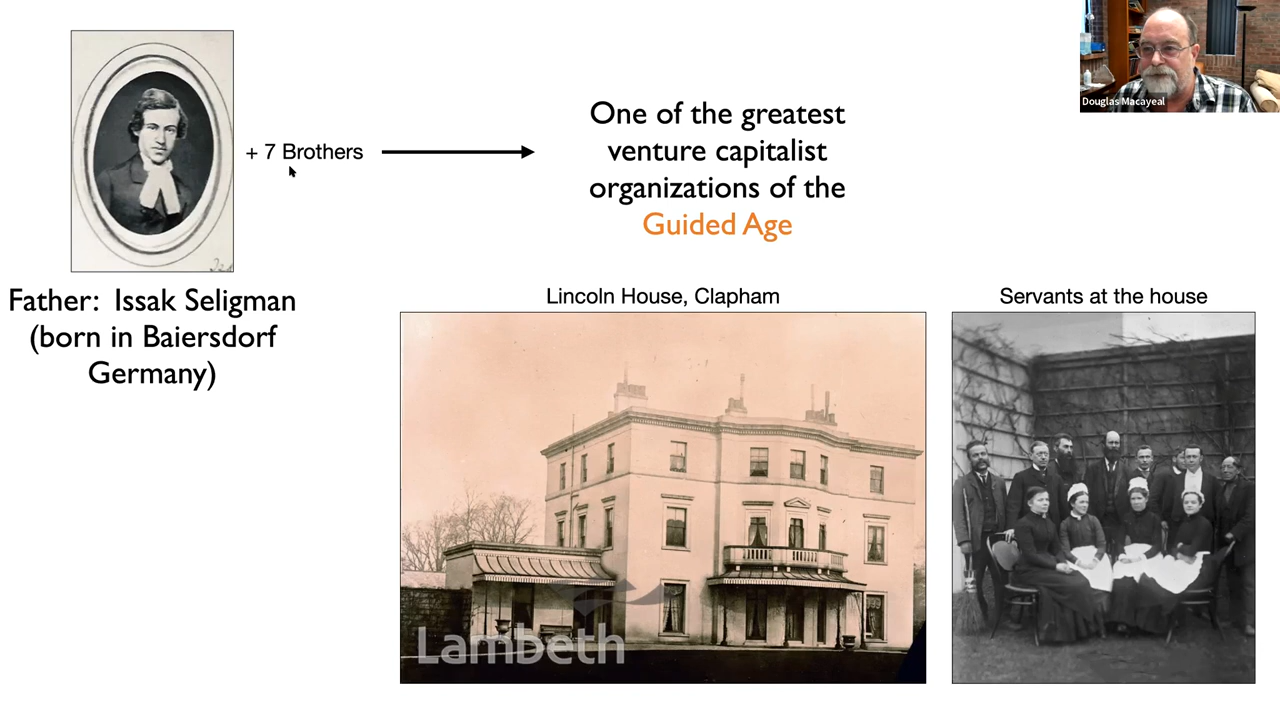 Douglas Macayeal
+ 7 Brothers
One of the greatest
venture capitalist
organizations of the
Guided Age
Father: Issak Seligman
(born in Baiersdorf
Germany)
Lincoln House, Clapham
Servants at the house
Lambeth